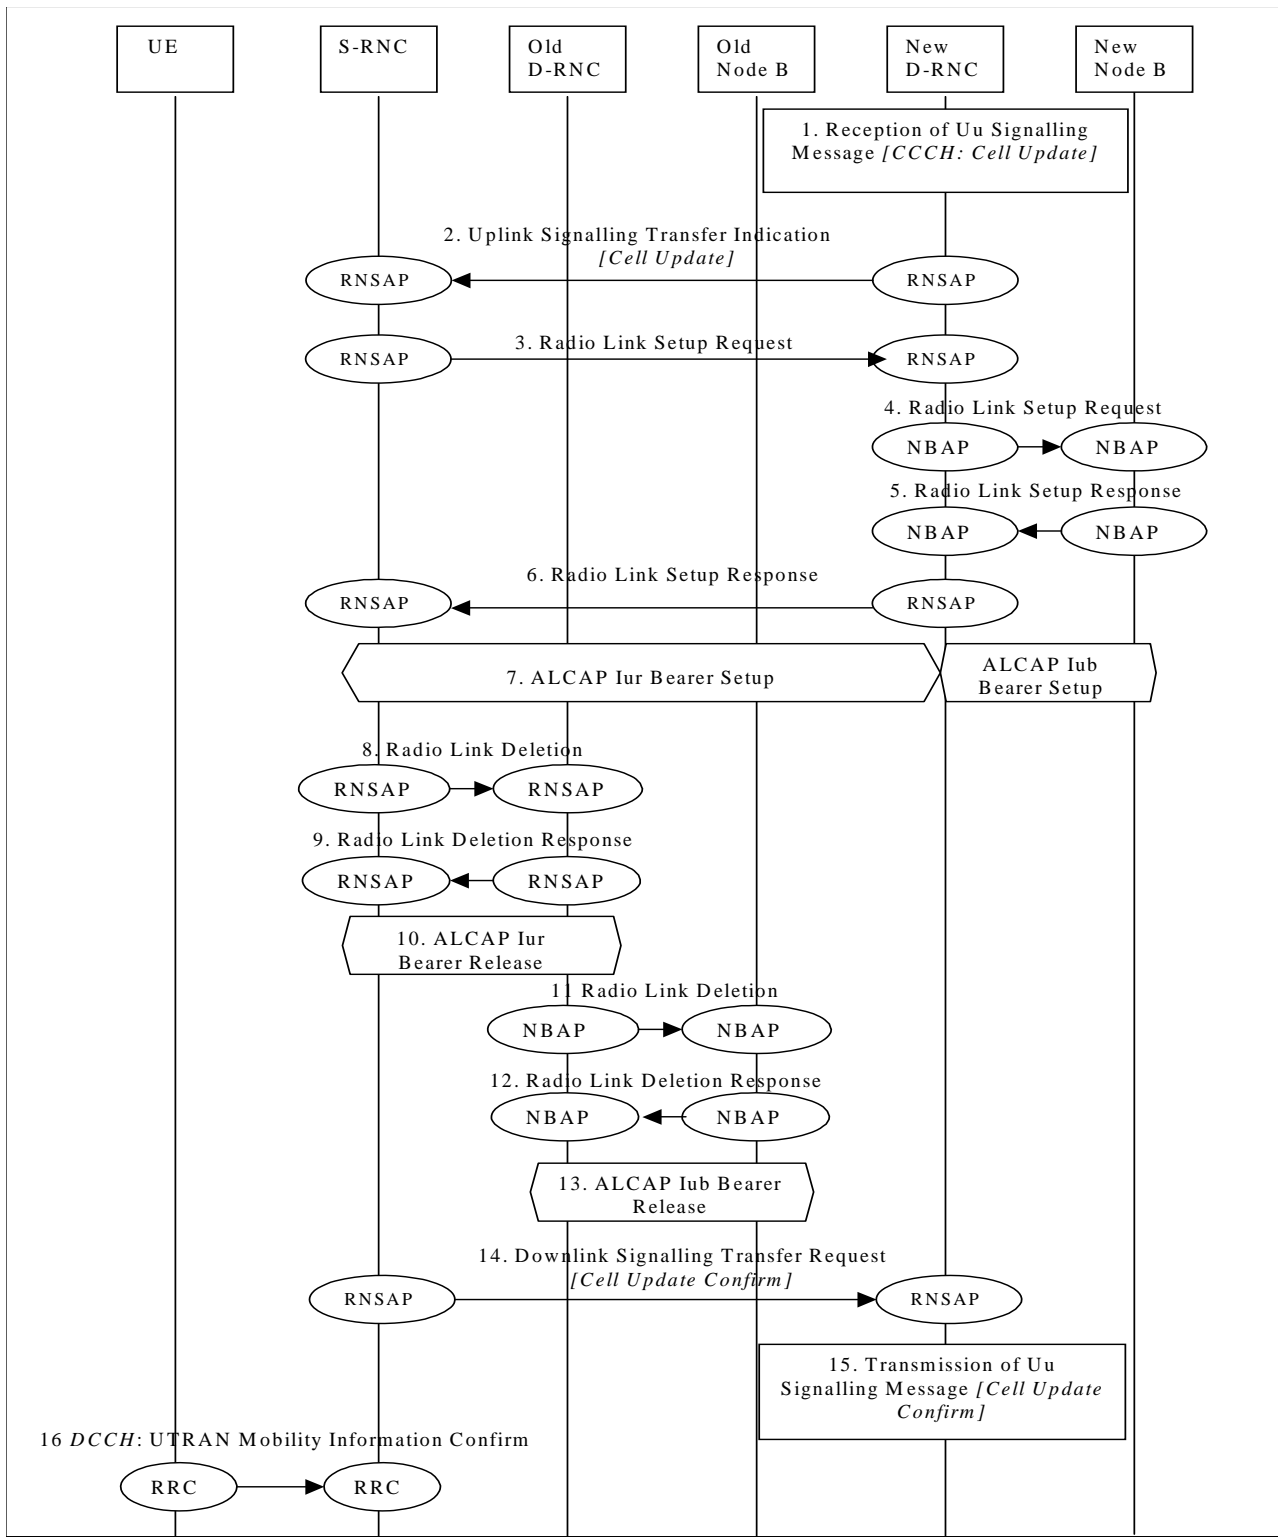 UE
S-RNC
Old
D-RNC
Old
Node B
New
D-RNC
New
Node B
1. Reception of Uu Signalling
Message [CCCH: Cell Update]
2. Uplink Signalling Transfer Indication
[Cell Update]
RNSAP
RNSAP
3. Radio Link Setup Request
RNSAP
RNSAP
4. Radio Link Setup Request
NBAP
NBAP
5. Radio Link Setup Response
NBAP
NBAP
6. Radio Link Setup Response
RNSAP
RNSAP
7. ALCAP Iur Bearer Setup
ALCAP Iub
Bearer Setup
8. Radio Link Deletion
RNSAP
RNSAP
9. Radio Link Deletion Response
RNSAP
RNSAP
10. ALCAP Iur
Bearer Release
11 Radio Link Deletion
NBAP
NBAP
12. Radio Link Deletion Response
NBAP
NBAP
13. ALCAP Iub Bearer
Release
14. Downlink Signalling Transfer Request
[Cell Update Confirm]
RNSAP
RNSAP
15. Transmission of Uu
Signalling Message [Cell Update
Confirm]
16 DCCH: UTRAN Mobility Information Confirm
RRC
RRC